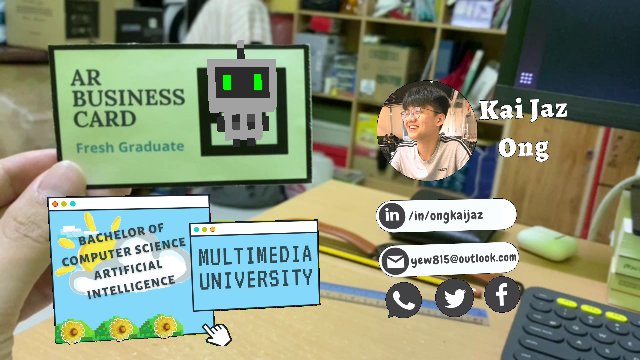 AR
BUSINESS
CARD
Fresh Graduate
Kai Jaz
Ong
BACHELOR OF
COMPUTER SCIENCE
ARTIFICIAL
INTELLIGENCE
MULTIMEDIA
UNIVERSITY
in /in/ongkaijaz
yew815@outlook.com